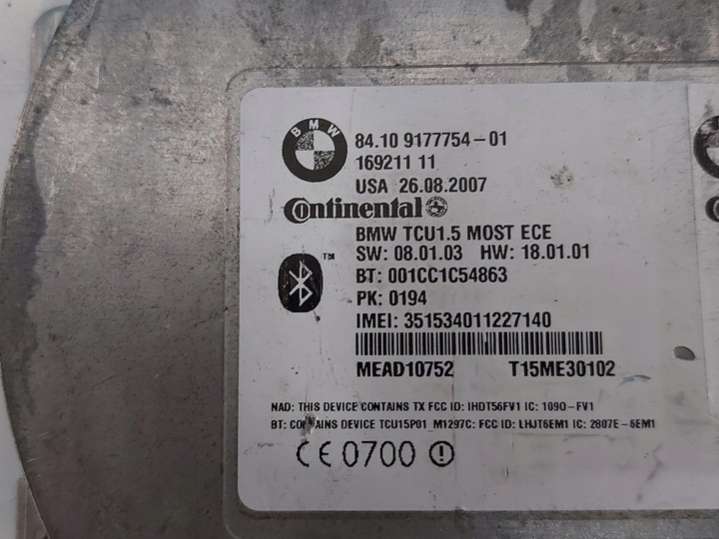 BMW
84.10 9177754-01
169211 11
USA 26.08.2007
Continental
BMW TCU1.5 MOST ECE
TM
SW: 08.01.03 HW: 18.01.01
BT: 001CC1C54863
PK: 0194
IMEI: 351534011227140
MEAD10752 T15ME30102
NAD: THIS DEVICE CONTAINS TX FCC ID: IHDT56FV1 IC: 1090-FV1
BT: CONTAINS DEVICE TCU15P01_M1297C: FCC ID: LHJT6EM1 IC: 2807E-6EM1
CE 0700